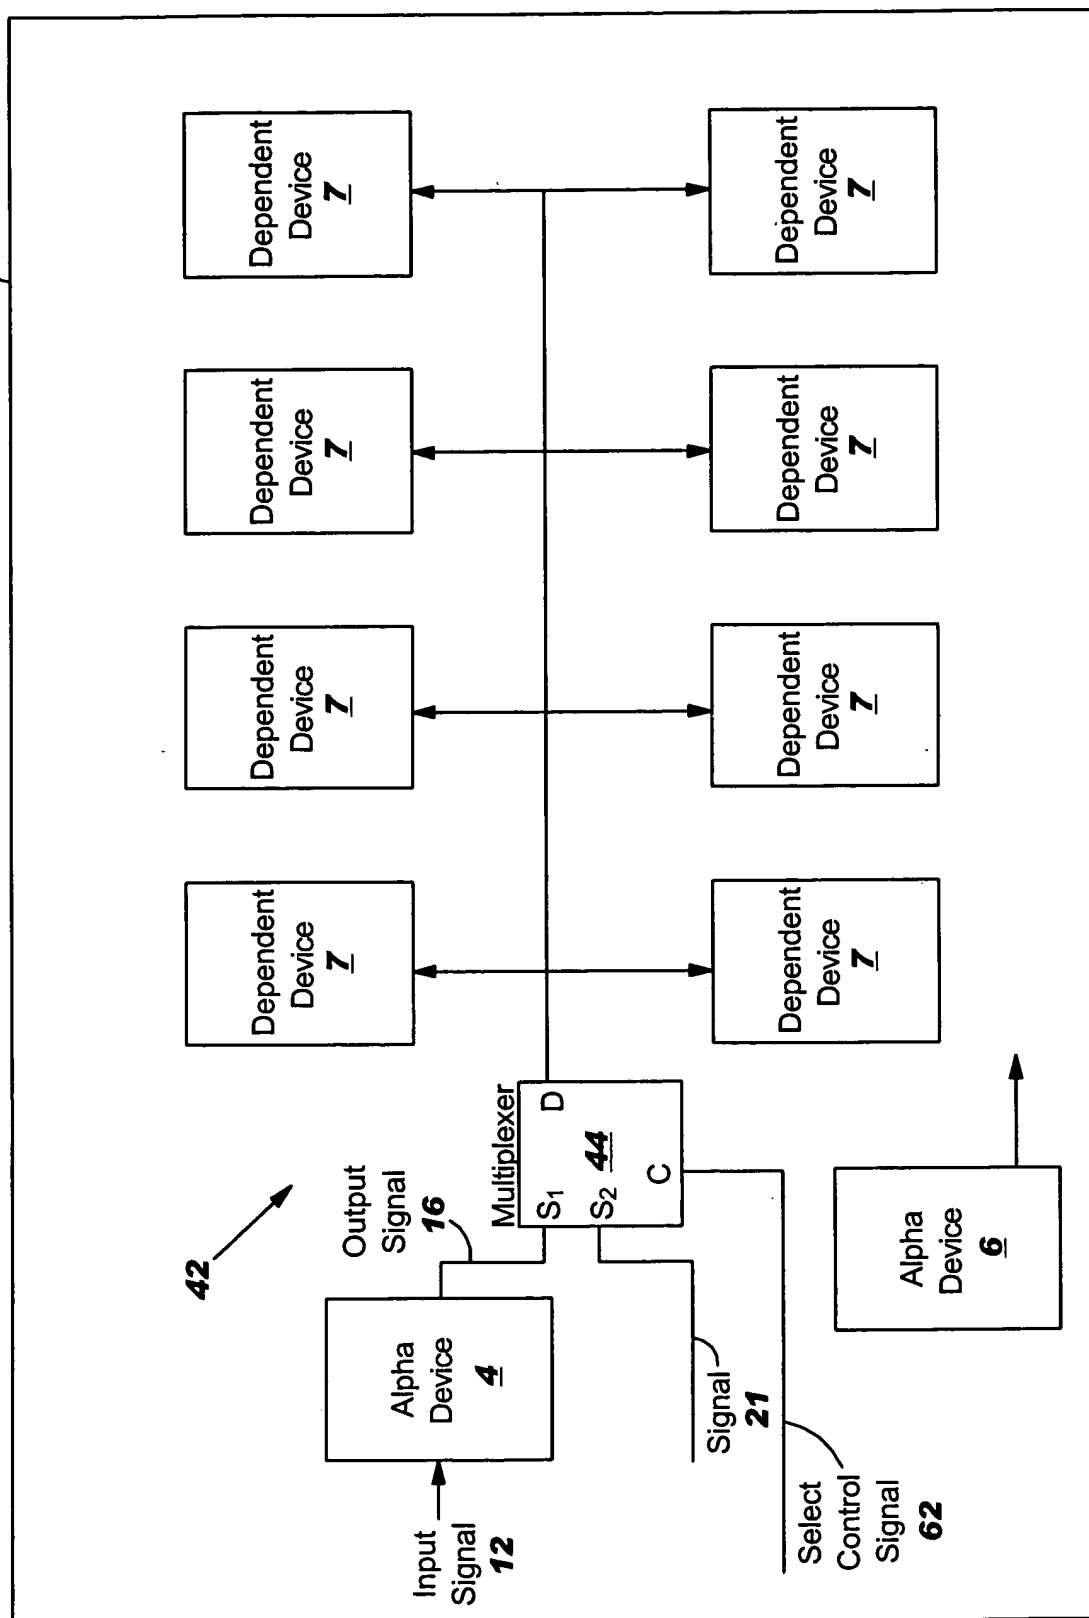 42
Input
Signal
12
Alpha
Device
4
Output
Signal
16
Multiplexer
S1
S2
D
44
C
Signal
21
Select
Control
Signal
62
Alpha
Device
6
Dependent
Device
7
Dependent
Device
7
Dependent
Device
7
Dependent
Device
7
Dependent
Device
7
Dependent
Device
7
Dependent
Device
7
Dependent
Device
7